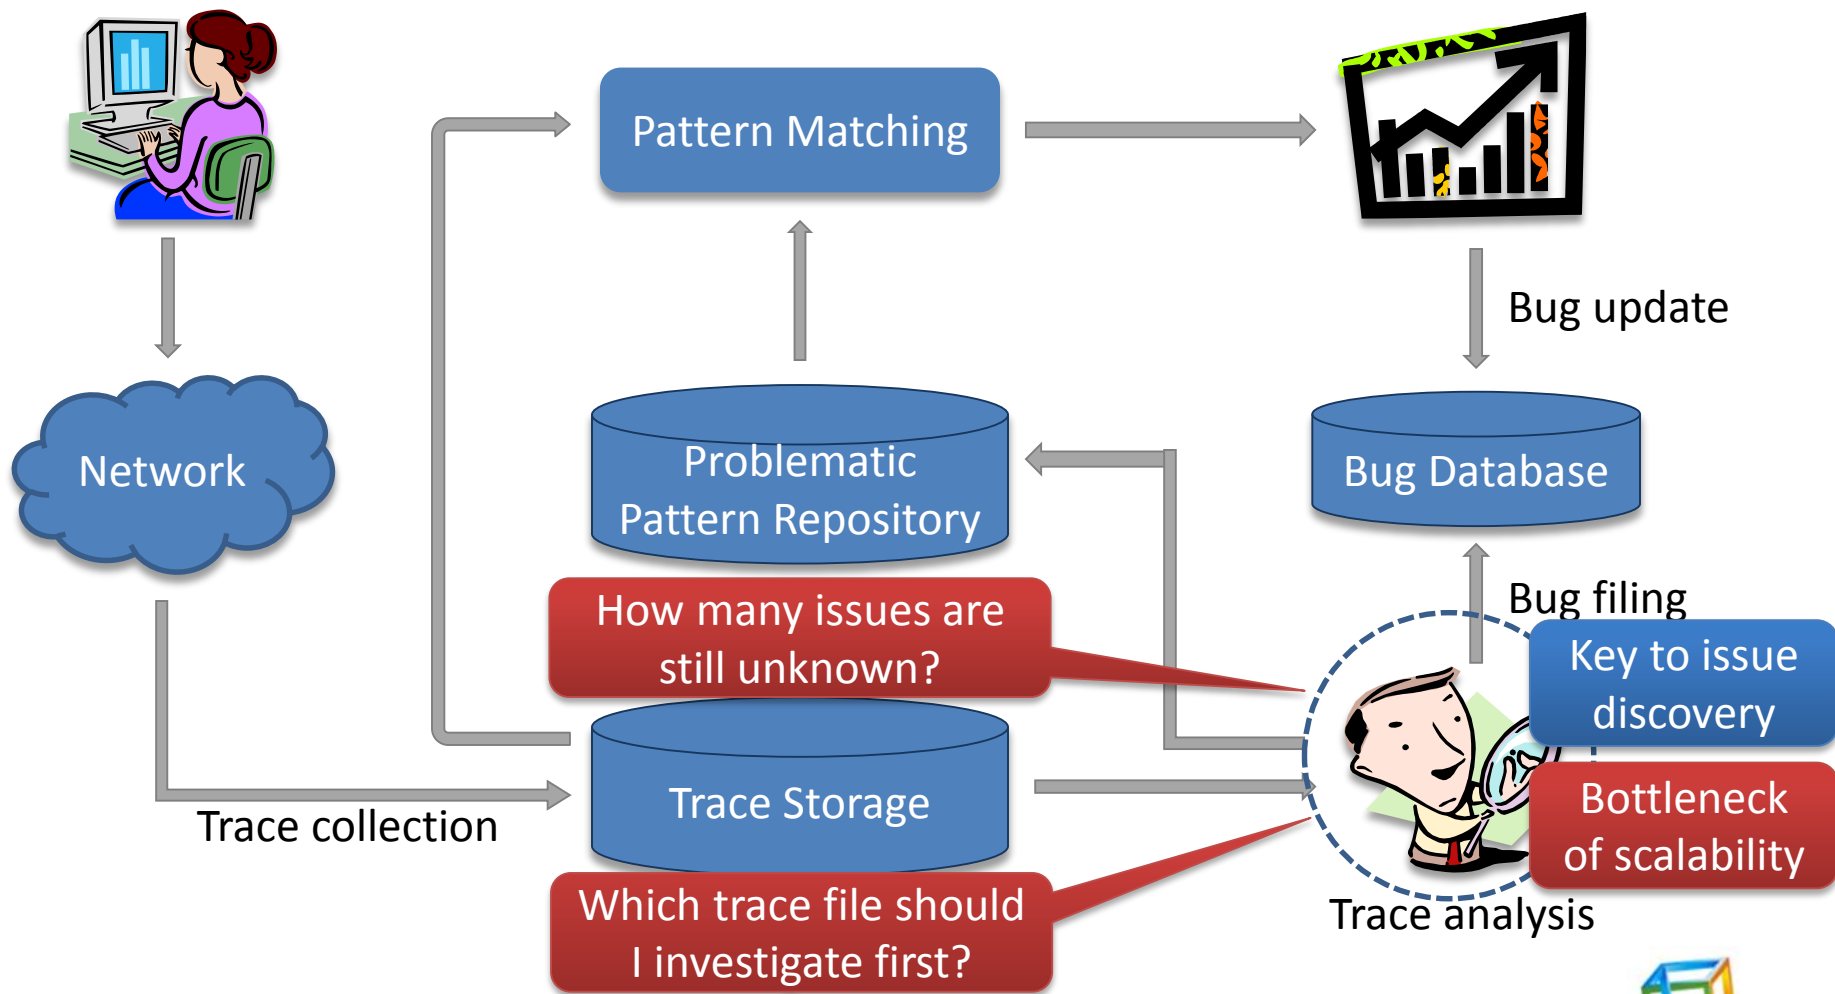 Pattern Matching
Bug update
Network
Problematic
Pattern Repository
Bug Database
How many issues are
still unknown?
Bug filing
Key to issue
discovery
Trace Storage
Trace collection
Bottleneck
of scalability
Which trace file should
I investigate first?
Trace analysis